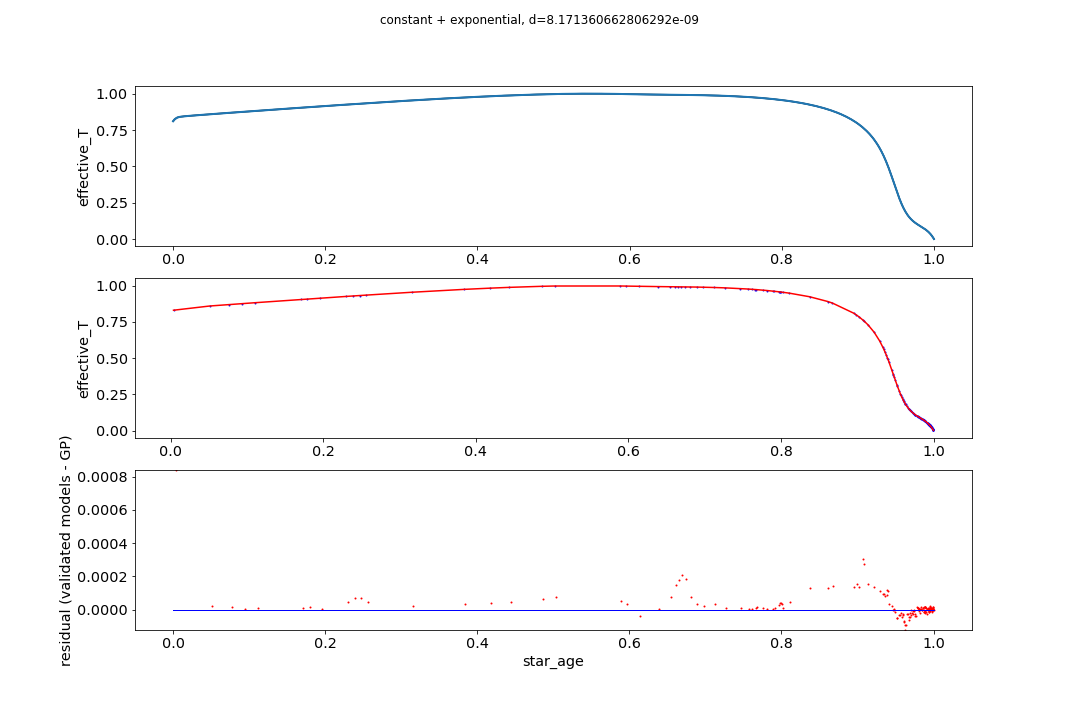 constant + exponential, d=8.171360662806292e-09
effective_T
1.00
0.75
0.50
0.25
0.00
0.0 0.2 0.4 0.6 0.8 1.0
effective_T
1.00
0.75
0.50
0.25
0.00
0.0 0.2 0.4 0.6 0.8 1.0
residual (validated models - GP)
0.0008
0.0006
0.0004
0.0002
0.0000
0.0 0.2 0.4 0.6 0.8 1.0
star_age